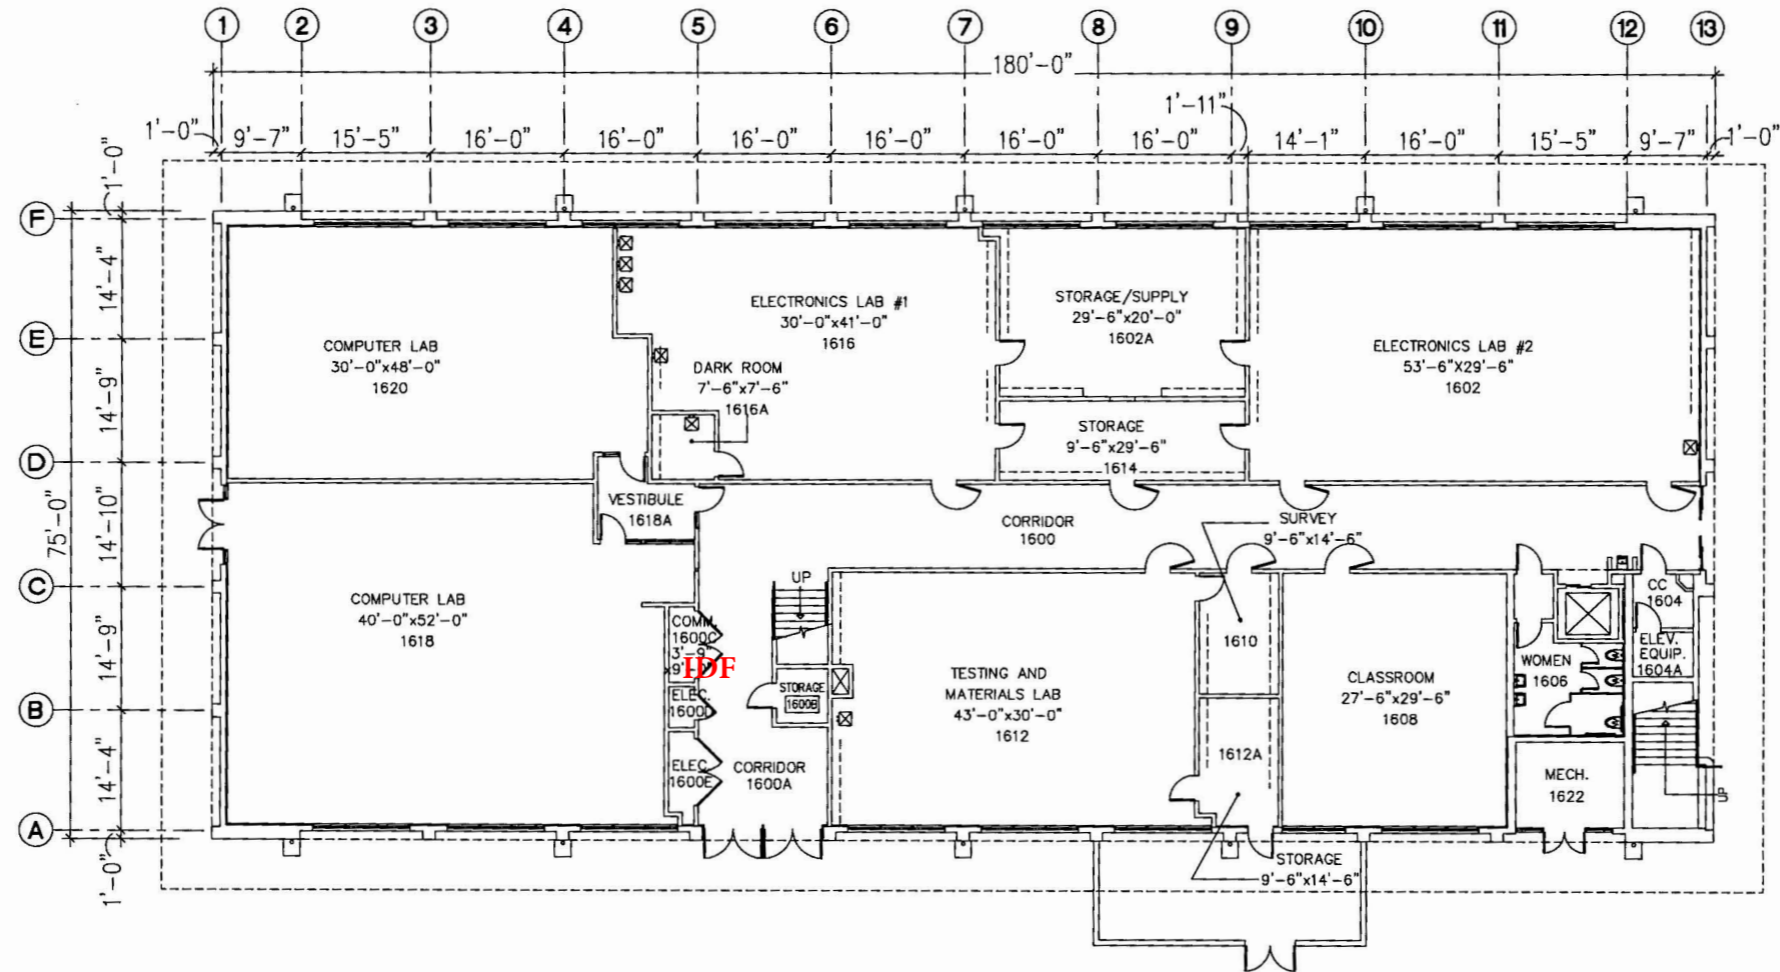 1 2 3 4 5 6 7 8 9 10 11 12 13
180'-0"
1'-11"
1'-0" 9'-7" 15'-5" 16'-0" 16'-0" 16'-0" 16'-0" 16'-0" 16'-0" 14'-1" 16'-0" 15'-5" 9'-7" 1'-0"
1'-0"
F
14'-4"
E
14'-9"
D
14'-10"
75'-0"
C
14'-9"
B
14'-4"
A
1'-0"
COMPUTER LAB
30'-0"x48'-0"
1620
ELECTRONICS LAB #1
30'-0"x41'-0"
1616
DARK ROOM
7'-6"x7'-6"
1616A
STORAGE/SUPPLY
29'-6"x20'-0"
1602A
STORAGE
9'-6"x29'-6"
1614
ELECTRONICS LAB #2
53'-6"X29'-6"
1602
VESTIBULE
1618A
CORRIDOR
1600
SURVEY
9'-6"x14'-6"
COMPUTER LAB
40'-0"x52'-0"
1618
UP
COMM.
1600C
3'-9"
IDF
ELEC.
1600D
ELEC.
1600E
STORAGE
1600B
CORRIDOR
1600A
TESTING AND
MATERIALS LAB
43'-0"x30'-0"
1612
1610
1612A
STORAGE
9'-6"x14'-6"
CLASSROOM
27'-6"x29'-6"
1608
WOMEN
1606
CC
1604
ELEV.
EQUIP.
1604A
MECH.
1622